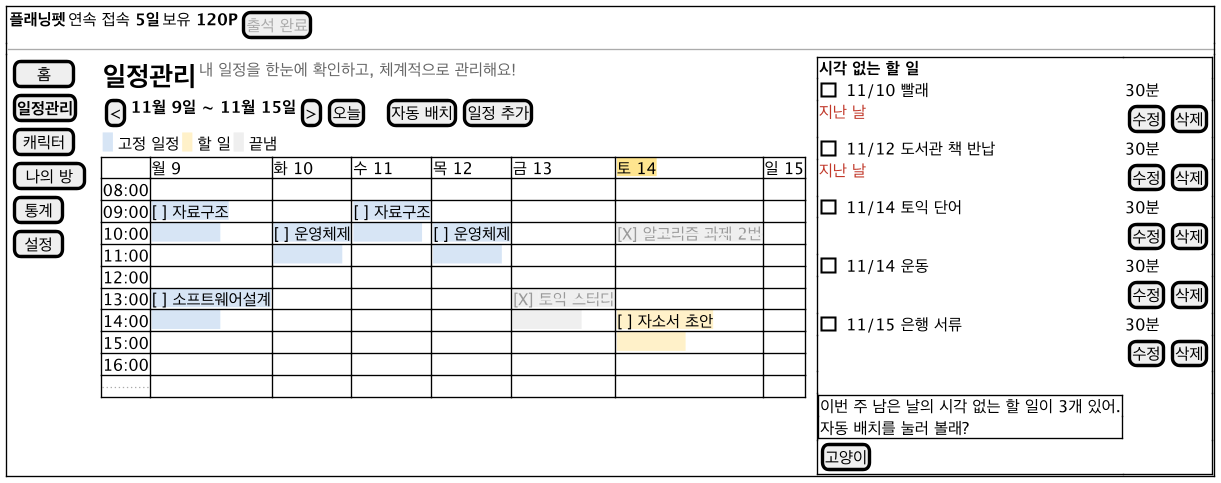 플래닝펫 연속 접속 5일 보유 120P 출석 완료
홈
일정관리
캐릭터
나의 방
통계
설정
일정관리 내 일정을 한눈에 확인하고, 체계적으로 관리해요!
< 11월 9일 ~ 11월 15일 > 오늘 자동 배치 일정 추가
고정 일정 할 일 끝냄
월 9 화 10 수 11 목 12 금 13 토 14 일 15
08:00
09:00 [ ] 자료구조 [ ] 자료구조
10:00 [ ] 운영체제 [ ] 운영체제 [X] 알고리즘 과제 2번
11:00
12:00
13:00 [ ] 소프트웨어설계 [X] 토익 스터디
14:00 [ ] 자소서 초안
15:00
16:00
시각 없는 할 일
11/10 빨래 30분
지난 날
수정 삭제
11/12 도서관 책 반납 30분
지난 날
수정 삭제
11/14 토익 단어 30분
수정 삭제
11/14 운동 30분
수정 삭제
11/15 은행 서류 30분
수정 삭제
이번 주 남은 날의 시각 없는 할 일이 3개 있어.
자동 배치를 눌러 볼래?
고양이